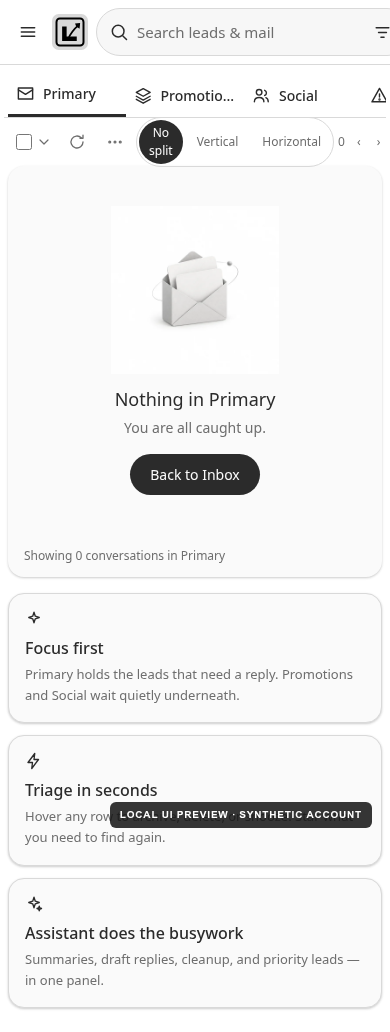 Search leads & mail
Primary
Promotio...
Social
No
split
Vertical
Horizontal
0
‹
›
Nothing in Primary
You are all caught up.
Back to Inbox
Showing 0 conversations in Primary
Focus first
Primary holds the leads that need a reply. Promotions
and Social wait quietly underneath.
Triage in seconds
Hover any row
LOCAL UI PREVIEW · SYNTHETIC ACCOUNT
you need to find again.
Assistant does the busywork
Summaries, draft replies, cleanup, and priority leads —
in one panel.